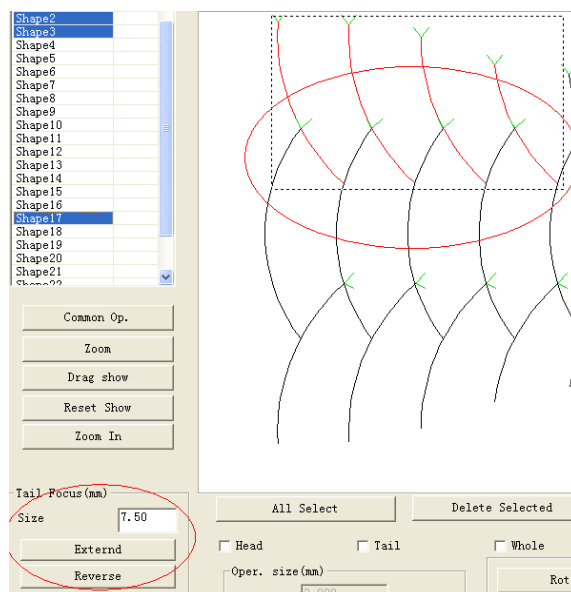 Shape2
Shape3
Shape4
Shape5
Shape6
Shape7
Shape8
Shape9
Shape10
Shape11
Shape12
Shape13
Shape14
Shape15
Shape16
Shape17
Shape18
Shape19
Shape20
Shape21
Shape22
Common Op.
Zoom
Drag show
Reset Show
Zoom In
Tail Focus(mm)
Size 7.50
Externd
Reverse
All Select Delete Selected
Head Tail Whole
Oper. size(mm)
Rot